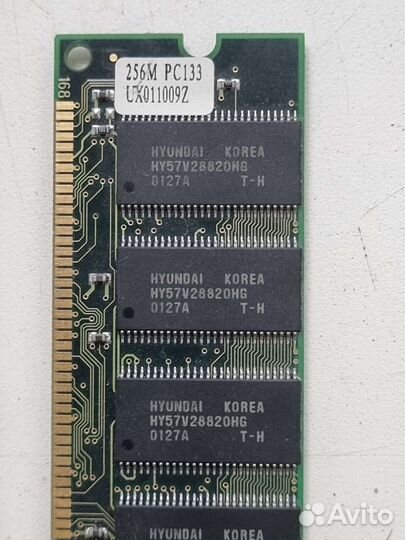 168
256M PC133
UX011009Z
HYUNDAI KOREA
HY57V28820HG
0127A T-H
HYUNDAI KOREA
HY57V28820HG
0127A T-H
HYUNDAI KOREA
HY57V28820HG
0127A T-H
HYUNDAI KOREA
Avito